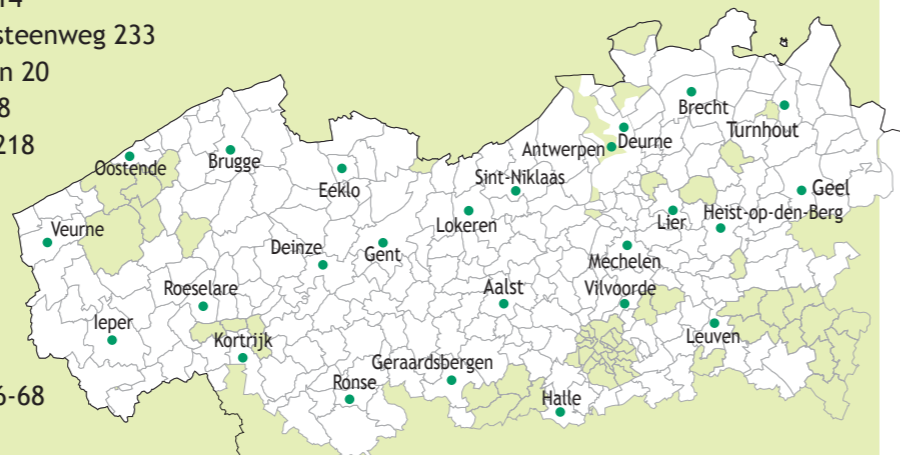 14
steenweg 233
n 20
8
218
6-68
Brecht
Turnhout
Deurne
Antwerpen
Oostende
Brugge
Eeklo
Sint-Niklaas
Geel
Lokeren
Lier
Heist-op-den-Berg
Veurne
Deinze
Gent
Mechelen
Roeselare
Aalst
Vilvoorde
Ieper
Kortrijk
Leuven
Geraardsbergen
Ronse
Halle